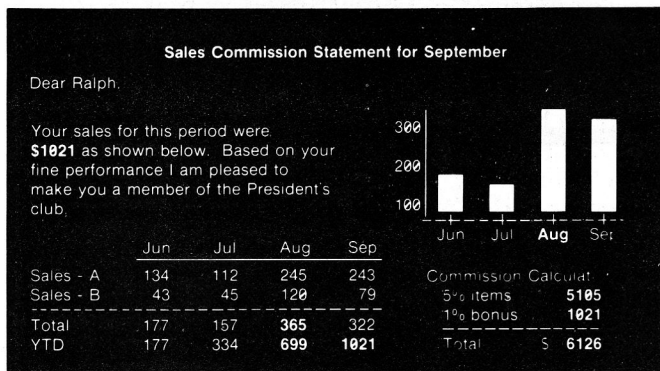 Sales Commission Statement for September
Dear Ralph,
Your sales for this period were
$1021 as shown below. Based on your
fine performance I am pleased to
make you a member of the President's
club.
300
200
100
Jun Jul Aug Sep
Jun Jul Aug Sep
Sales - A 134 112 245 243
Sales - B 43 45 120 79
Total 177 157 365 322
YTD 177 334 699 1021
Commission Calculat
5% items 5105
1% bonus 1021
Total $ 6126